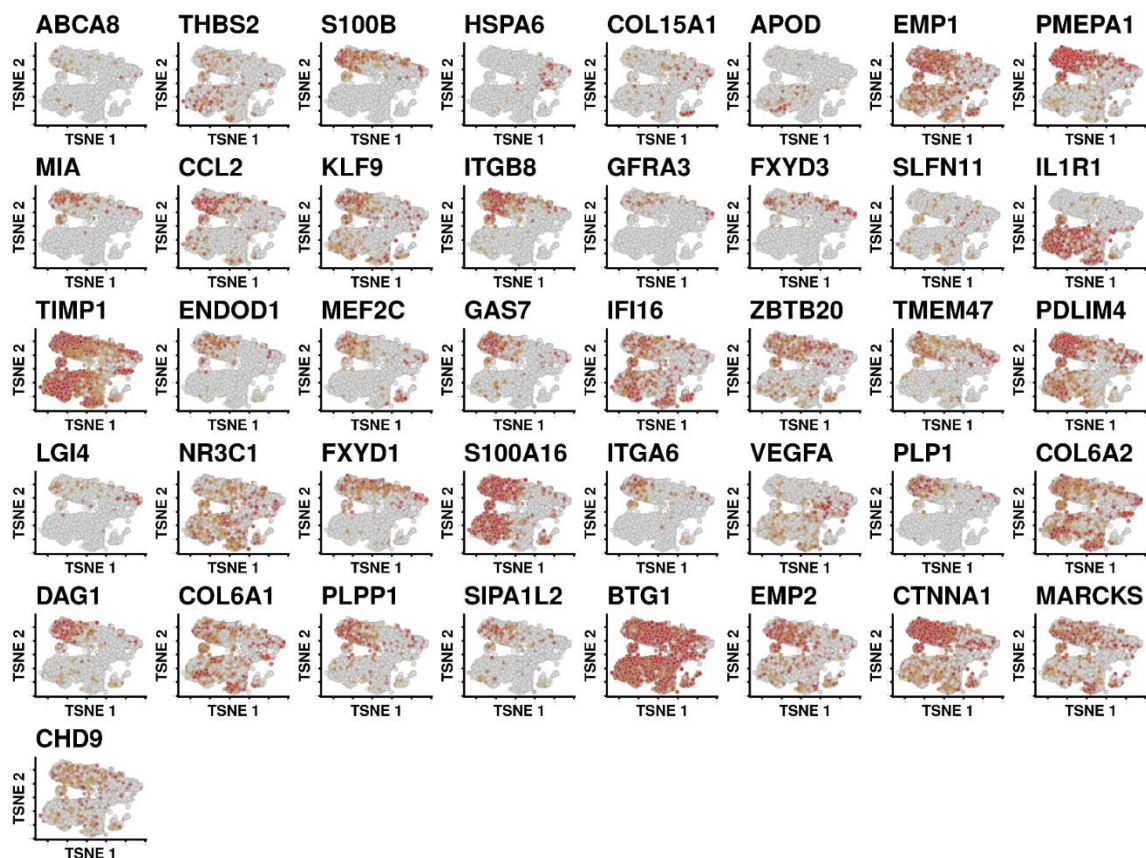 ABCA8 THBS2 S100B HSPA6 COL15A1 APOD EMP1 PMEPA1
TSNE 2 TSNE 2 TSNE 2 TSNE 2 TSNE 2 TSNE 2 TSNE 2 TSNE 2
TSNE 1 TSNE 1 TSNE 1 TSNE 1 TSNE 1 TSNE 1 TSNE 1 TSNE 1
MIA CCL2 KLF9 ITGB8 GFRA3 FXYD3 SLFN11 IL1R1
TSNE 2 TSNE 2 TSNE 2 TSNE 2 TSNE 2 TSNE 2 TSNE 2 TSNE 2
TSNE 1 TSNE 1 TSNE 1 TSNE 1 TSNE 1 TSNE 1 TSNE 1 TSNE 1
TIMP1 ENDOD1 MEF2C GAS7 IFI16 ZBTB20 TMEM47 PDLIM4
TSNE 2 TSNE 2 TSNE 2 TSNE 2 TSNE 2 TSNE 2 TSNE 2 TSNE 2
TSNE 1 TSNE 1 TSNE 1 TSNE 1 TSNE 1 TSNE 1 TSNE 1 TSNE 1
LGI4 NR3C1 FXYD1 S100A16 ITGA6 VEGFA PLP1 COL6A2
TSNE 2 TSNE 2 TSNE 2 TSNE 2 TSNE 2 TSNE 2 TSNE 2 TSNE 2
TSNE 1 TSNE 1 TSNE 1 TSNE 1 TSNE 1 TSNE 1 TSNE 1 TSNE 1
DAG1 COL6A1 PLPP1 SIPA1L2 BTG1 EMP2 CTNNA1 MARCKS
TSNE 2 TSNE 2 TSNE 2 TSNE 2 TSNE 2 TSNE 2 TSNE 2 TSNE 2
TSNE 1 TSNE 1 TSNE 1 TSNE 1 TSNE 1 TSNE 1 TSNE 1 TSNE 1
CHD9
TSNE 2
TSNE 1